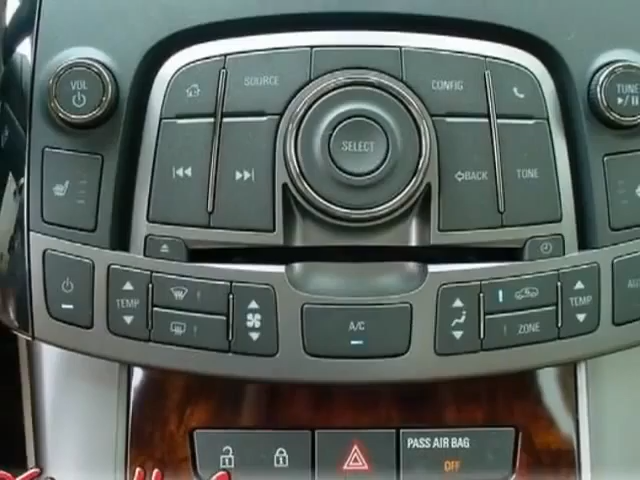 VOL
SOURCE
CONFIG
TUNE
SELECT
BACK
TONE
TEMP
A/C
TEMP
ZONE
PASS AIR BAG
OFF